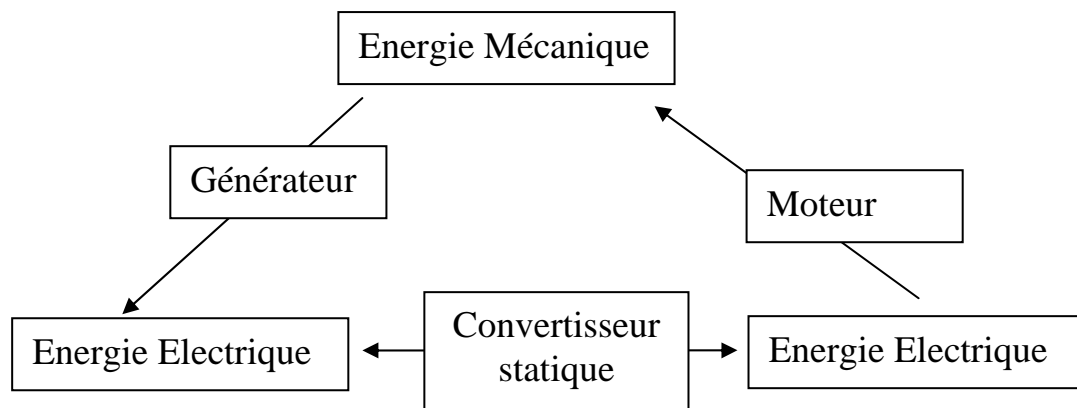 Energie Mécanique
Générateur
Moteur
Energie Electrique
Convertisseur
statique
Energie Electrique